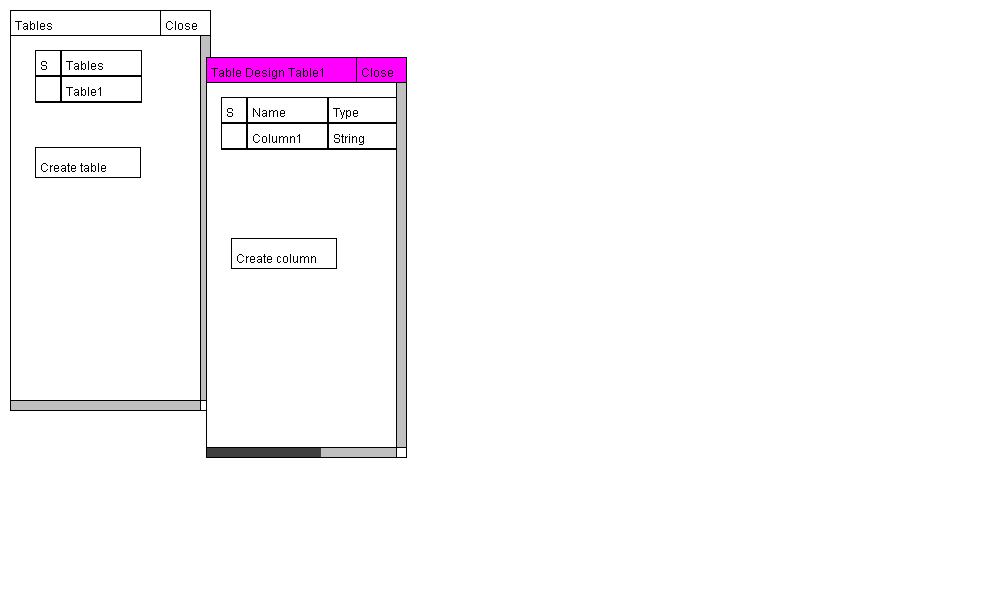 Tables Close
S Tables
Table1
Create table
Table Design Table1 Close
S Name Type
Column1 String
Create column